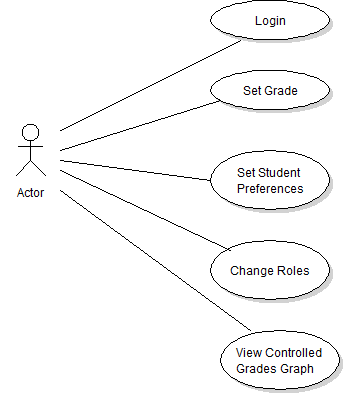 Login
Set Grade
Set Student
Preferences
Actor
Change Roles
View Controlled
Grades Graph